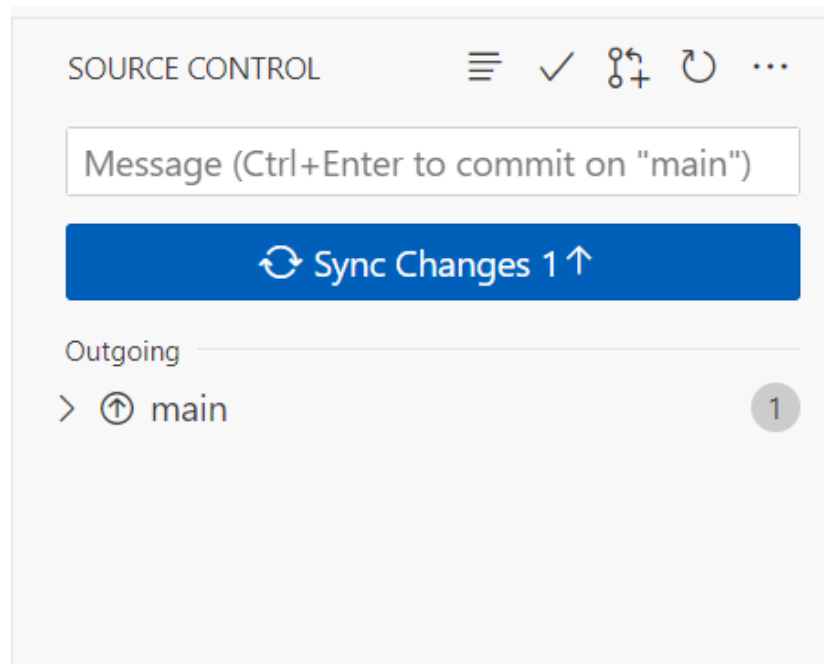 SOURCE CONTROL
Message (Ctrl+Enter to commit on "main")
Sync Changes 1↑
Outgoing
main 1